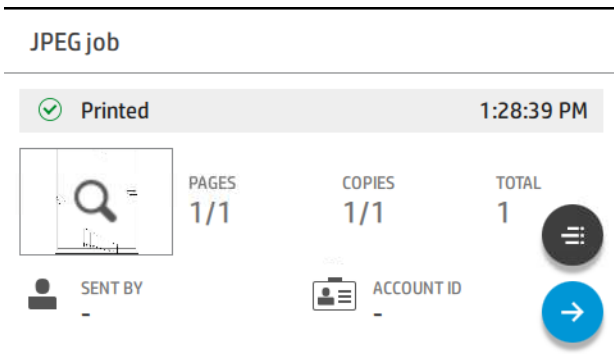 JPEG job
Printed 1:28:39 PM
PAGES COPIES TOTAL
1/1 1/1 1
SENT BY ACCOUNT ID
- -